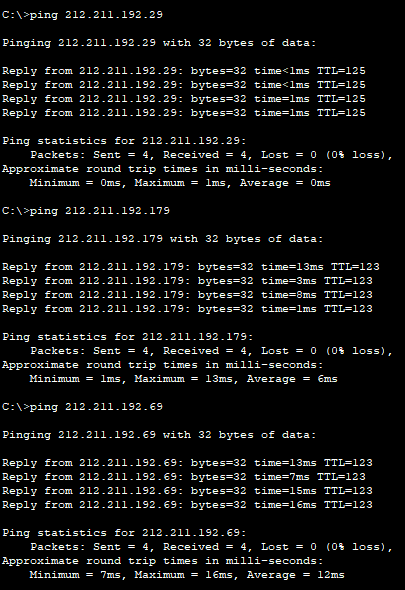 C:\>ping 212.211.192.29
Pinging 212.211.192.29 with 32 bytes of data:
Reply from 212.211.192.29: bytes=32 time<1ms TTL=125
Reply from 212.211.192.29: bytes=32 time<1ms TTL=125
Reply from 212.211.192.29: bytes=32 time=1ms TTL=125
Reply from 212.211.192.29: bytes=32 time=1ms TTL=125
Ping statistics for 212.211.192.29:
Packets: Sent = 4, Received = 4, Lost = 0 (0% loss),
Approximate round trip times in milli-seconds:
Minimum = 0ms, Maximum = 1ms, Average = 0ms
C:\>ping 212.211.192.179
Pinging 212.211.192.179 with 32 bytes of data:
Reply from 212.211.192.179: bytes=32 time=13ms TTL=123
Reply from 212.211.192.179: bytes=32 time=3ms TTL=123
Reply from 212.211.192.179: bytes=32 time=8ms TTL=123
Reply from 212.211.192.179: bytes=32 time=1ms TTL=123
Ping statistics for 212.211.192.179:
Packets: Sent = 4, Received = 4, Lost = 0 (0% loss),
Approximate round trip times in milli-seconds:
Minimum = 1ms, Maximum = 13ms, Average = 6ms
C:\>ping 212.211.192.69
Pinging 212.211.192.69 with 32 bytes of data:
Reply from 212.211.192.69: bytes=32 time=13ms TTL=123
Reply from 212.211.192.69: bytes=32 time=7ms TTL=123
Reply from 212.211.192.69: bytes=32 time=15ms TTL=123
Reply from 212.211.192.69: bytes=32 time=16ms TTL=123
Ping statistics for 212.211.192.69:
Packets: Sent = 4, Received = 4, Lost = 0 (0% loss),
Approximate round trip times in milli-seconds:
Minimum = 7ms, Maximum = 16ms, Average = 12ms